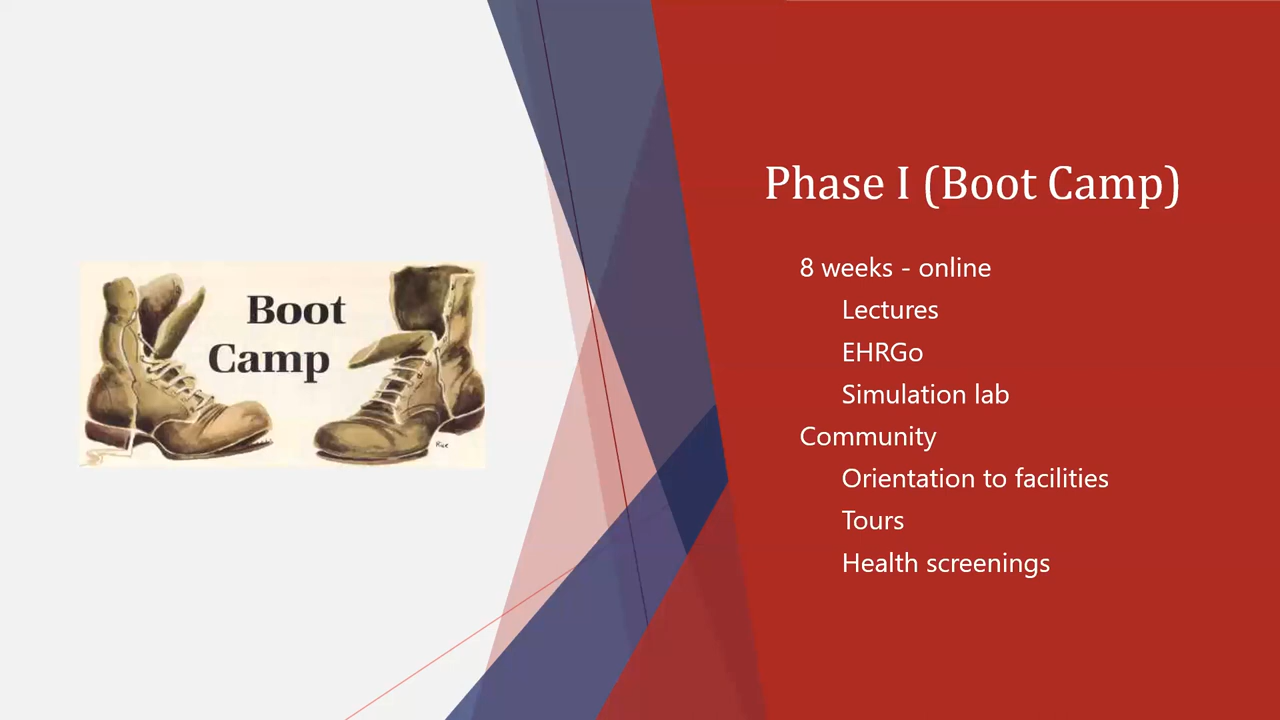 Boot
Camp
Phase I (Boot Camp)
8 weeks - online
Lectures
EHRGo
Simulation lab
Community
Orientation to facilities
Tours
Health screenings